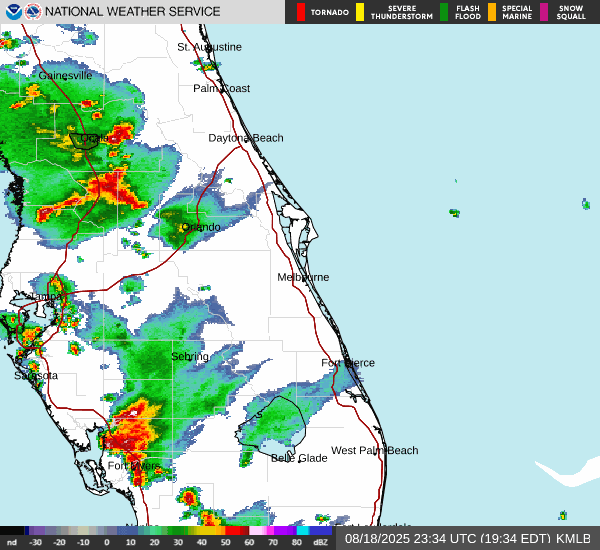 NATIONAL WEATHER SERVICE
TORNADO
SEVERE THUNDERSTORM
FLASH FLOOD
SPECIAL MARINE
SNOW SQUALL
St. Augustine
Gainesville
Palm Coast
Ocala
Daytona Beach
Orlando
Melbourne
Tampa
Sebring
Fort Pierce
Sarasota
West Palm Beach
Belle Glade
Fort Myers
nd -30 -20 -10 0 10 20 30 40 50 60 70 80 dBZ
08/18/2025 23:34 UTC (19:34 EDT) KMLB